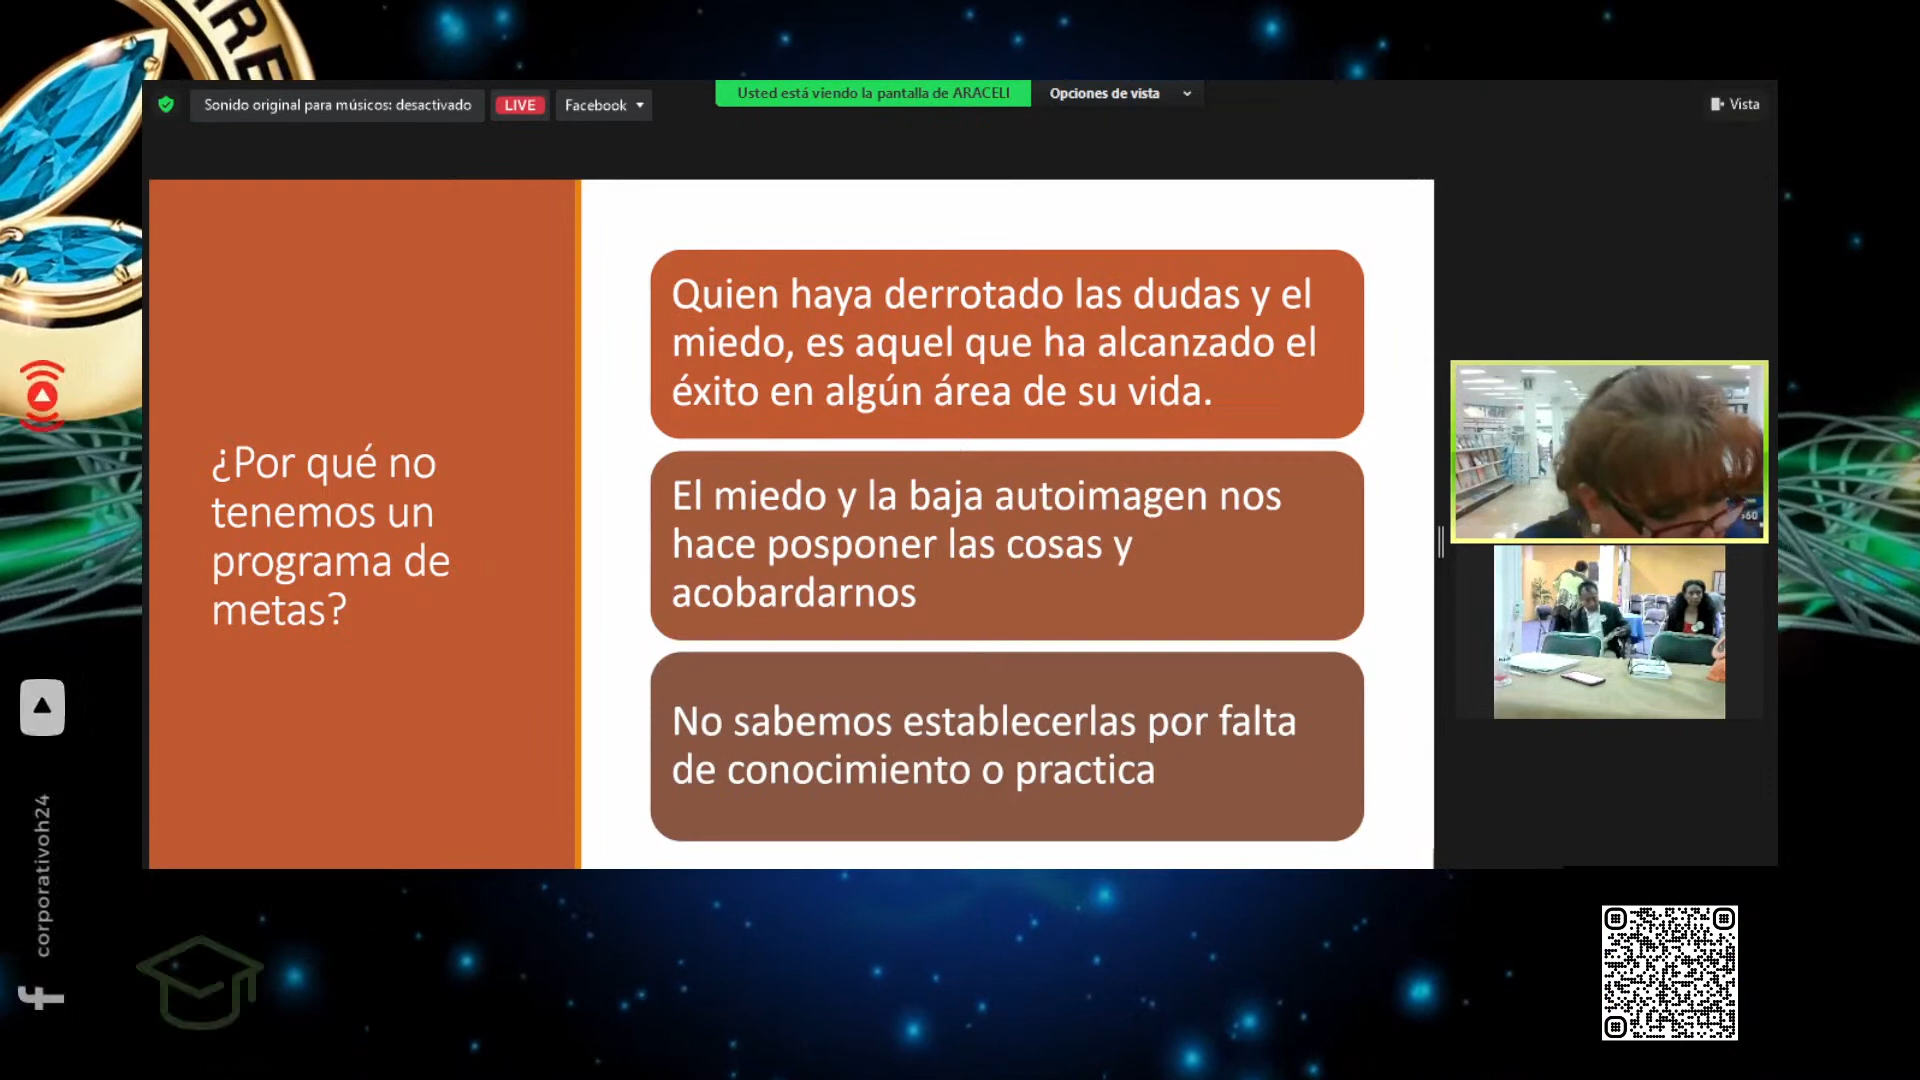 IRE
Sonido original para músicos: desactivado
LIVE
Facebook
Usted está viendo la pantalla de ARACELI
Opciones de vista
Vista
¿Por qué no
tenemos un
programa de
metas?
Quien haya derrotado las dudas y el
miedo, es aquel que ha alcanzado el
éxito en algún área de su vida.
El miedo y la baja autoimagen nos
hace posponer las cosas y
acobardarnos
No sabemos establecerlas por falta
de conocimiento o practica
corporativoh24